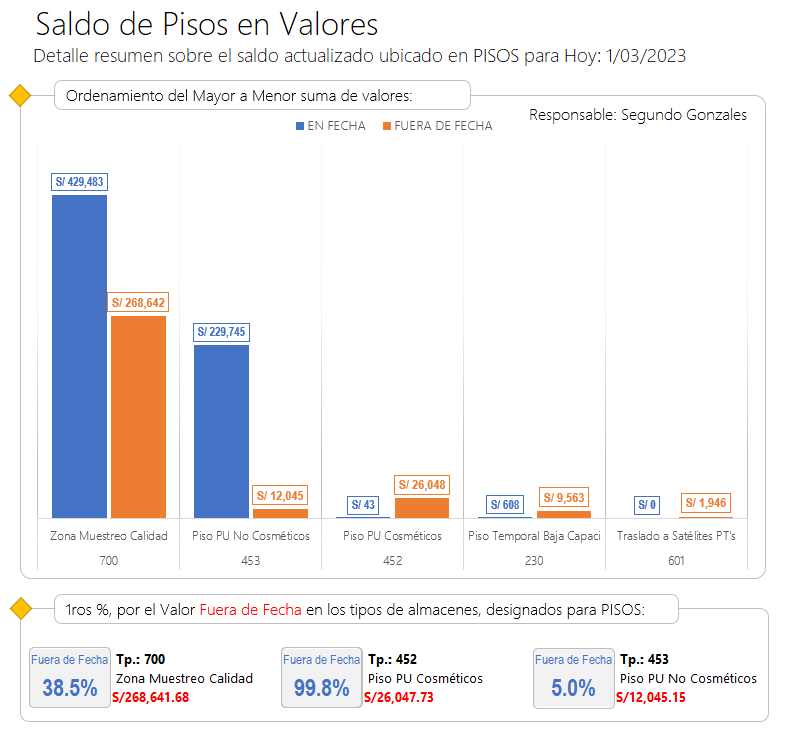 Saldo de Pisos en Valores
Detalle resumen sobre el saldo actualizado ubicado en PISOS para Hoy: 1/03/2023
Ordenamiento del Mayor a Menor suma de valores:
Responsable: Segundo Gonzales
EN FECHA FUERA DE FECHA
S/ 429,483
S/ 268,642
S/ 229,745
S/ 12,045
S/ 43
S/ 26,048
S/ 608
S/ 9,563
S/ 0
S/ 1,946
Zona Muestreo Calidad Piso PU No Cosméticos Piso PU Cosméticos Piso Temporal Baja Capaci Traslado a Satélites PT's
700 453 452 230 601
1ros %, por el Valor Fuera de Fecha en los tipos de almacenes, designados para PISOS:
Fuera de Fecha
38.5%
Tp.: 700
Zona Muestreo Calidad
S/268,641.68
Fuera de Fecha
99.8%
Tp.: 452
Piso PU Cosméticos
S/26,047.73
Fuera de Fecha
5.0%
Tp.: 453
Piso PU No Cosméticos
S/12,045.15